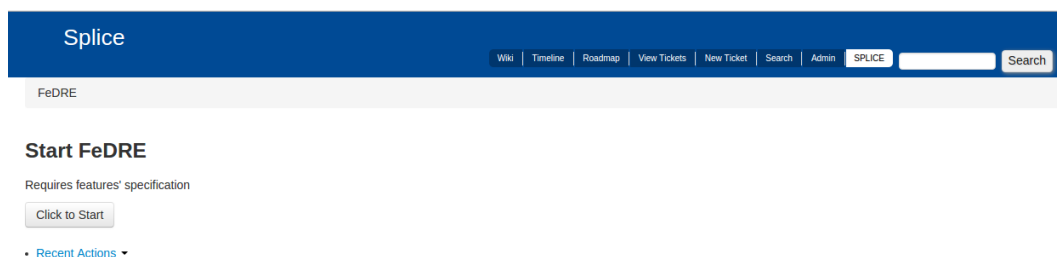 Splice
Wiki Timeline Roadmap View Tickets New Ticket Search Admin SPLICE Search
FeDRE
Start FeDRE
Requires features' specification
Click to Start
Recent Actions